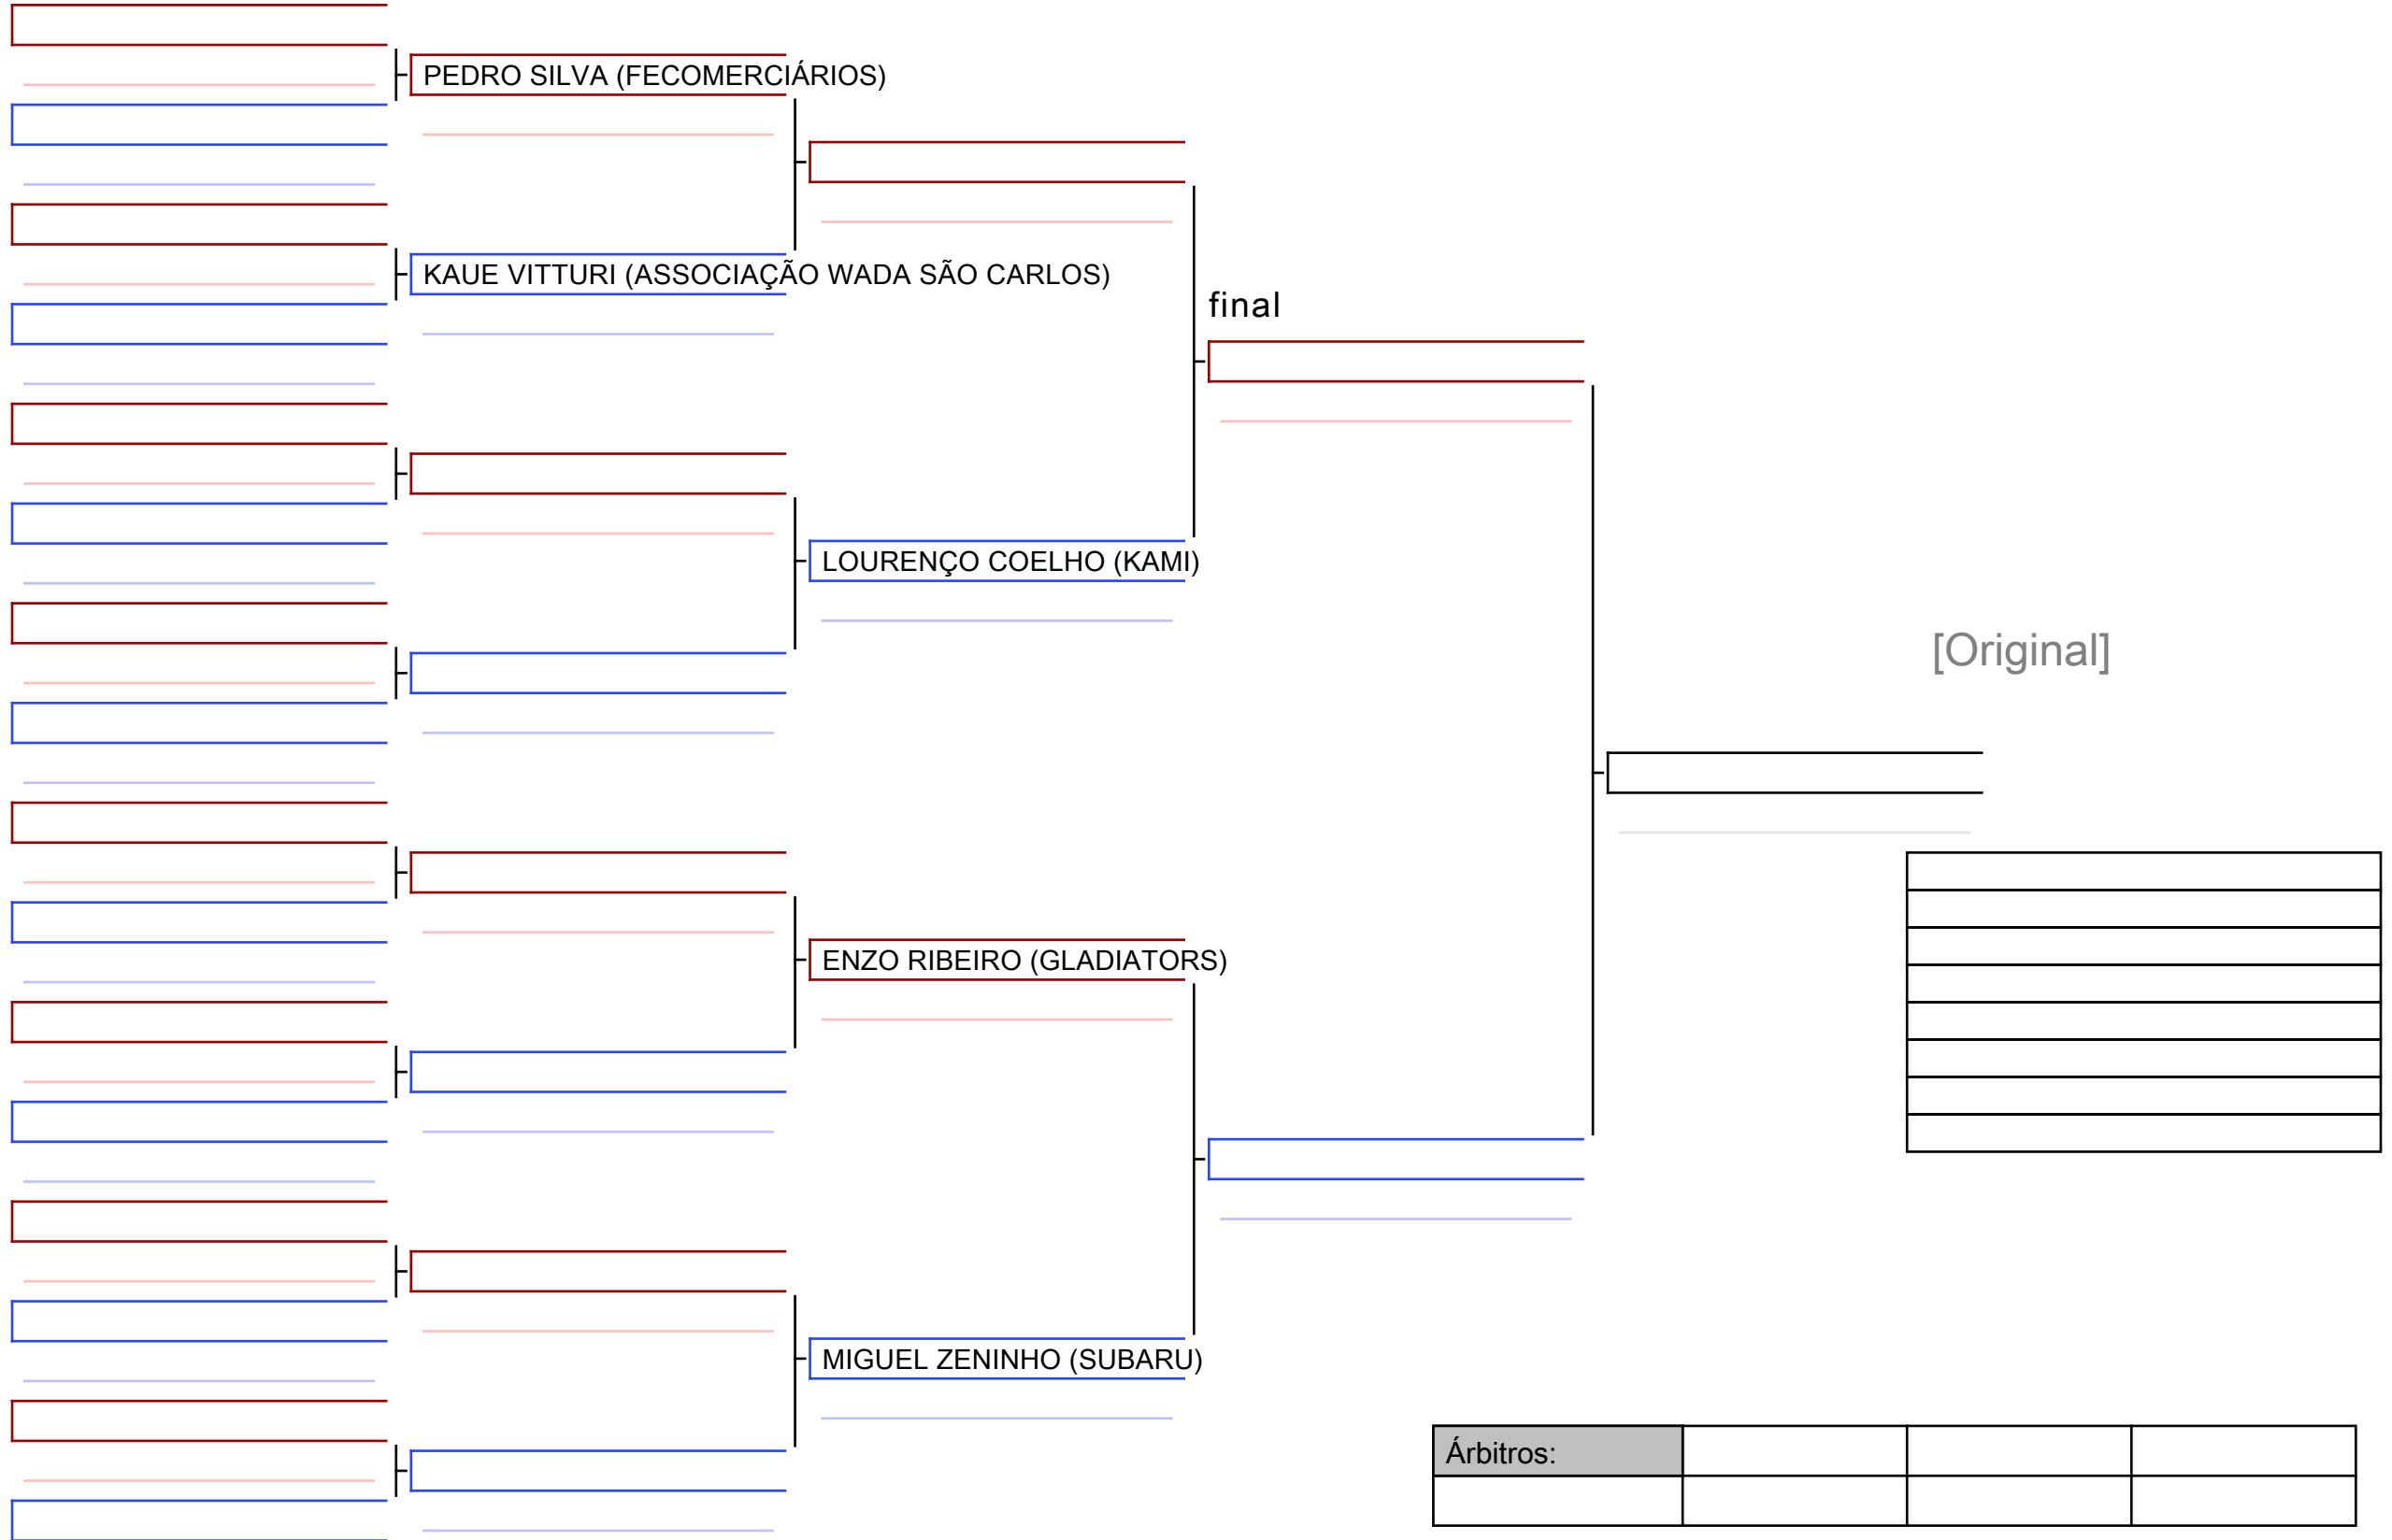 PEDRO SILVA (FECOMERCIÁRIOS)
KAUE VITTURI (ASSOCIAÇÃO WADA SÃO CARLOS)
final
LOURENÇO COELHO (KAMI)
[Original]
ENZO RIBEIRO (GLADIATORS)
MIGUEL ZENINHO (SUBARU)
Árbitros: